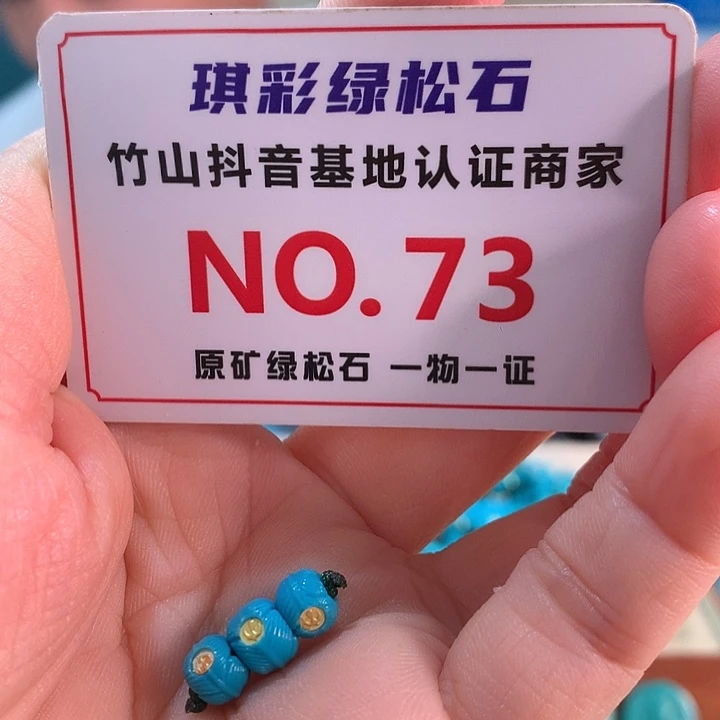 琪彩绿松石
竹山抖音基地认证商家
NO.73
原矿绿松石 一物一证